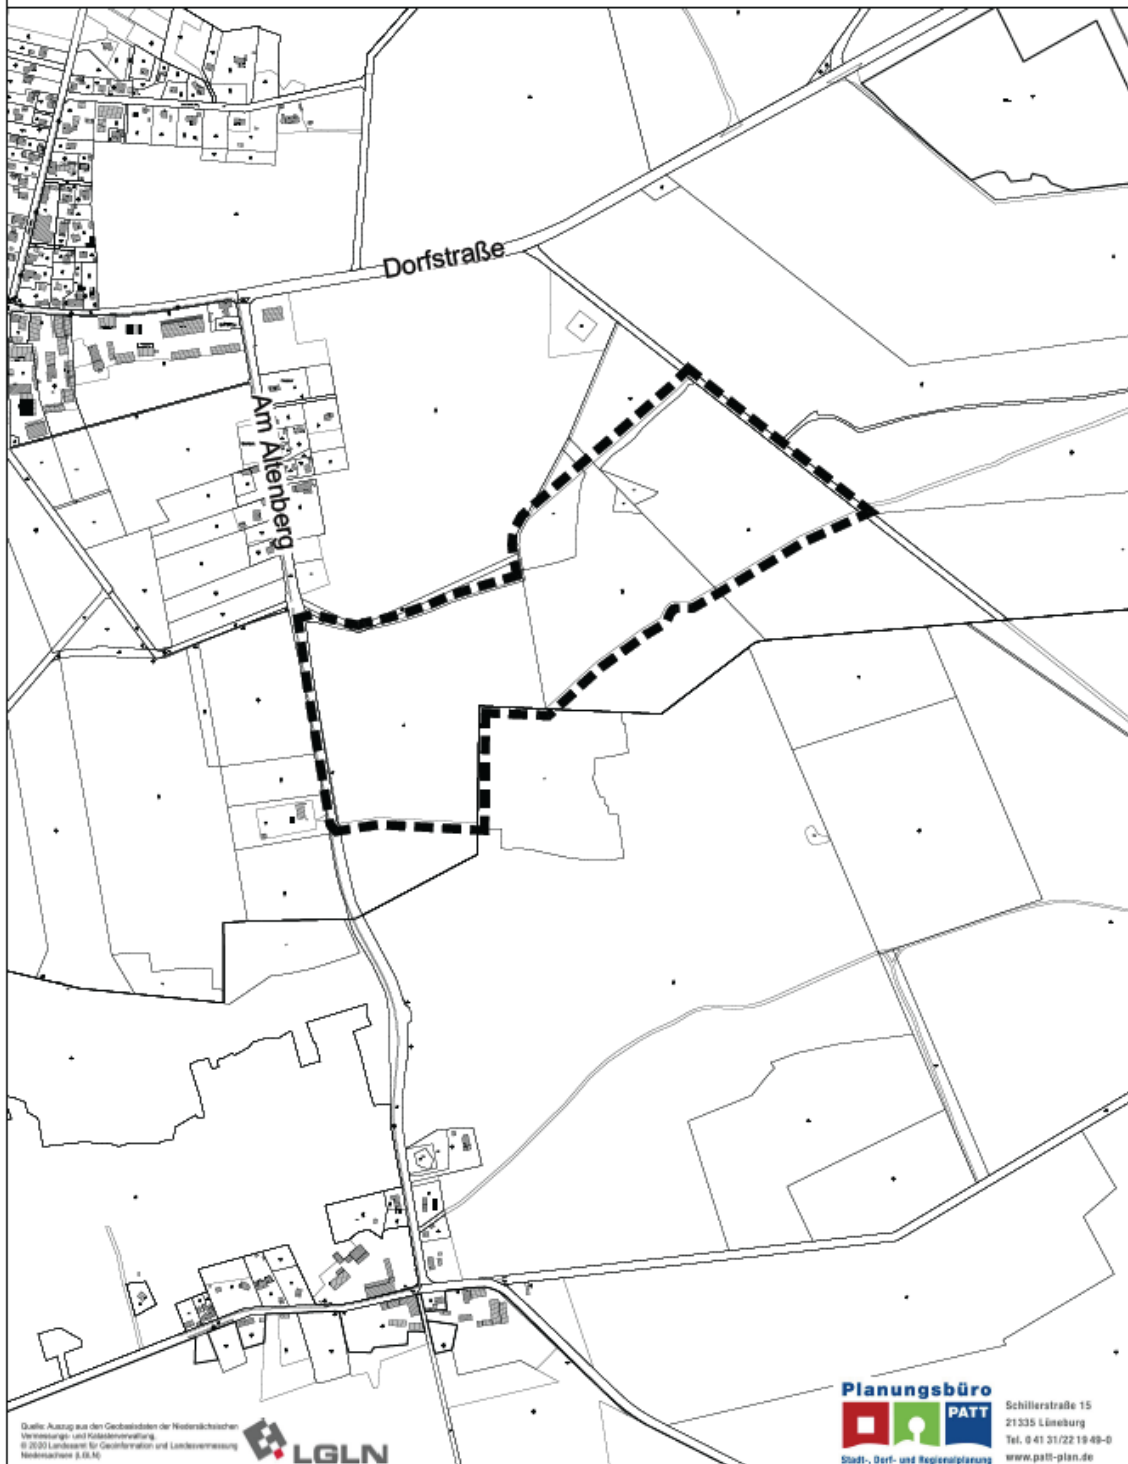 Dorfstraße
Am Altenberg
Quelle: Auszug aus den Geobasisdaten der Niedersächsischen
Vermessungs- und Katasterverwaltung,
© 2020 Landesamt für Geoinformation und Landesvermessung
Niedersachsen (LGLN)
LGLN
Planungsbüro
PATT
Stadt-, Dorf- und Regionalplanung
Schillerstraße 15
21335 Lüneburg
Tel. 0 41 31/22 19 49-0
www.patt-plan.de